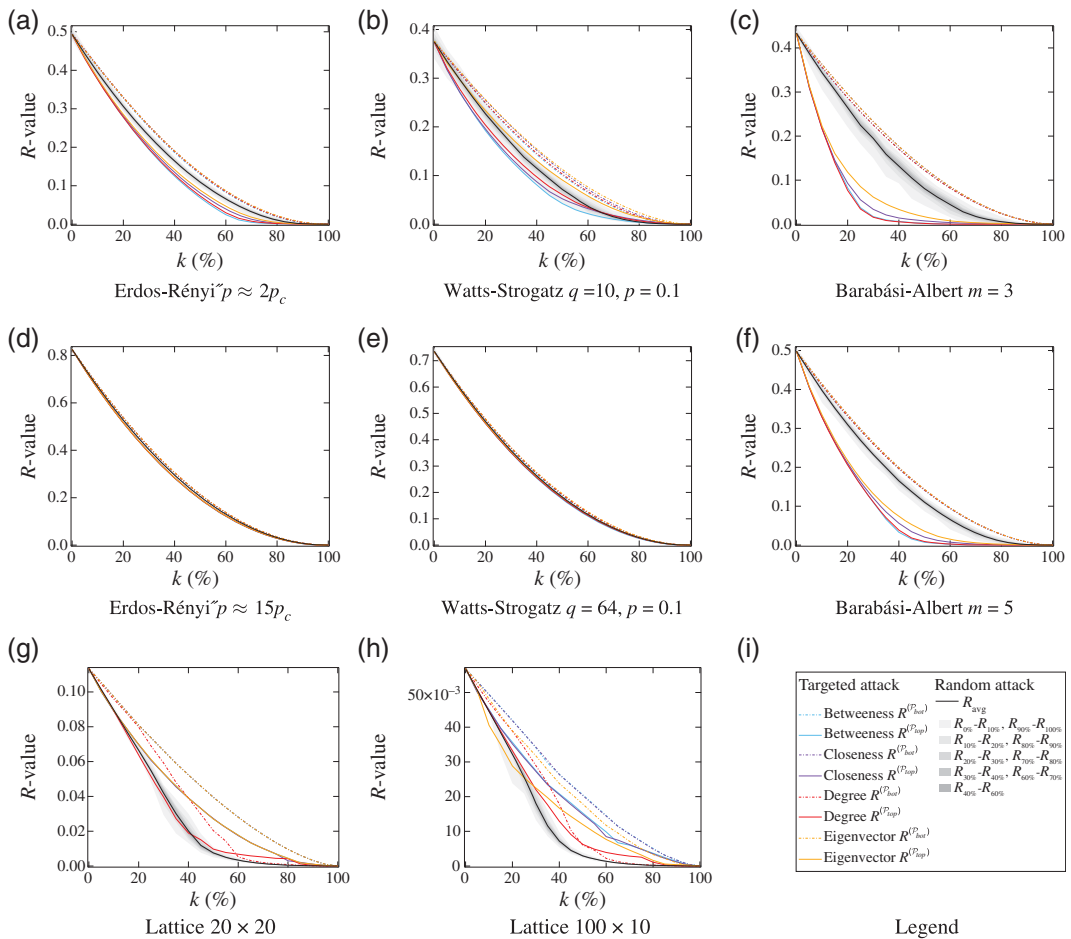 (a)
R-value
0.5
0.4
0.3
0.2
0.1
0.0
0 20 40 60 80 100
k (%)
Erdos-Rényi˝p ≈ 2p_c
(b)
R-value
0.4
0.3
0.2
0.1
0.0
0 20 40 60 80 100
k (%)
Watts-Strogatz q =10, p = 0.1
(c)
R-value
0.4
0.3
0.2
0.1
0.0
0 20 40 60 80 100
k (%)
Barabási-Albert m = 3
(d)
R-value
0.8
0.6
0.4
0.2
0.0
0 20 40 60 80 100
k (%)
Erdos-Rényi˝p ≈ 15p_c
(e)
R-value
0.7
0.6
0.5
0.4
0.3
0.2
0.1
0.0
0 20 40 60 80 100
k (%)
Watts-Strogatz q = 64, p = 0.1
(f)
R-value
0.5
0.4
0.3
0.2
0.1
0.0
0 20 40 60 80 100
k (%)
Barabási-Albert m = 5
(g)
R-value
0.10
0.08
0.06
0.04
0.02
0.00
0 20 40 60 80 100
k (%)
Lattice 20 × 20
(h)
R-value
50×10⁻³
40
30
20
10
0
0 20 40 60 80 100
k (%)
Lattice 100 × 10
(i)
Targeted attack
Betweeness R^(P_bot)
Betweeness R^(P_top)
Closeness R^(P_bot)
Closeness R^(P_top)
Degree R^(P_bot)
Degree R^(P_top)
Eigenvector R^(P_bot)
Eigenvector R^(P_top)
Random attack
R_avg
R_0%-R_10%, R_90%-R_100%
R_10%-R_20%, R_80%-R_90%
R_20%-R_30%, R_70%-R_80%
R_30%-R_40%, R_60%-R_70%
R_40%-R_60%
Legend